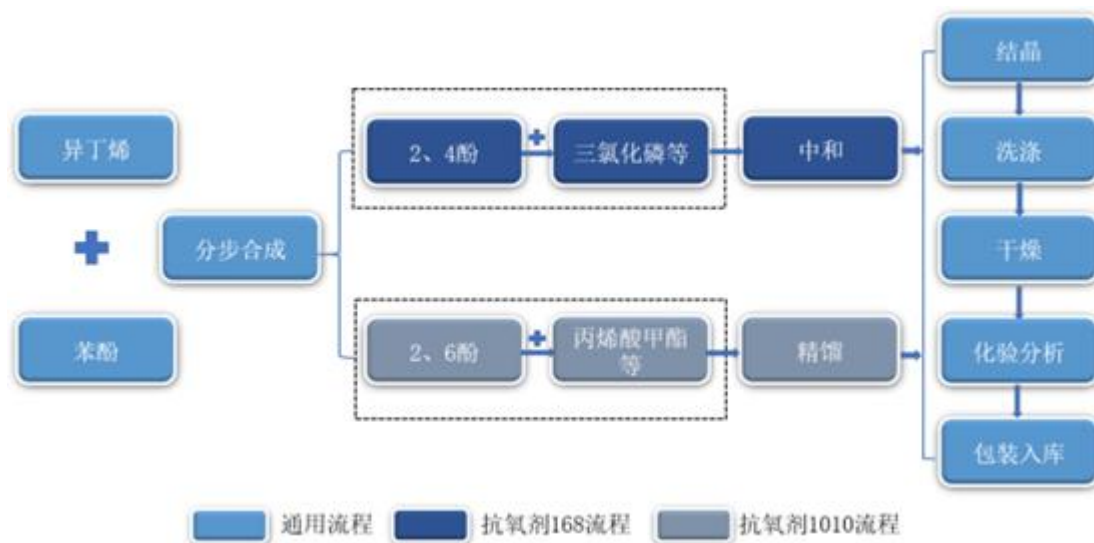 异丁烯
苯酚
分步合成
2、4酚
三氯化磷等
中和
2、6酚
丙烯酸甲酯
等
精馏
结晶
洗涤
干燥
化验分析
包装入库
通用流程
抗氧剂168流程
抗氧剂1010流程